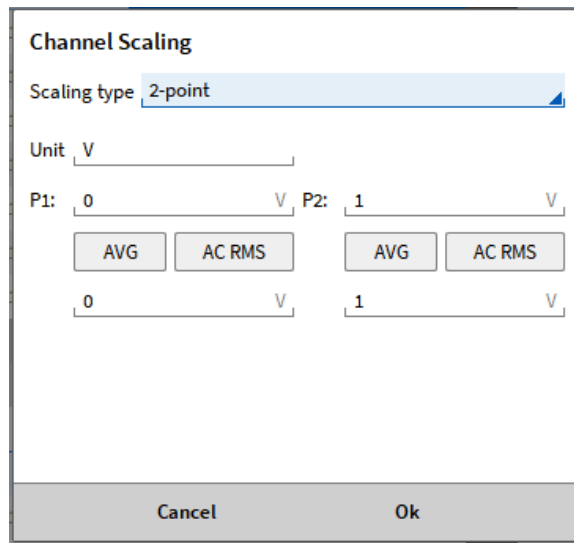 Channel Scaling
Scaling type 2-point
Unit V
P1: 0 V P2: 1 V
AVG AC RMS AVG AC RMS
0 V 1 V
Cancel Ok